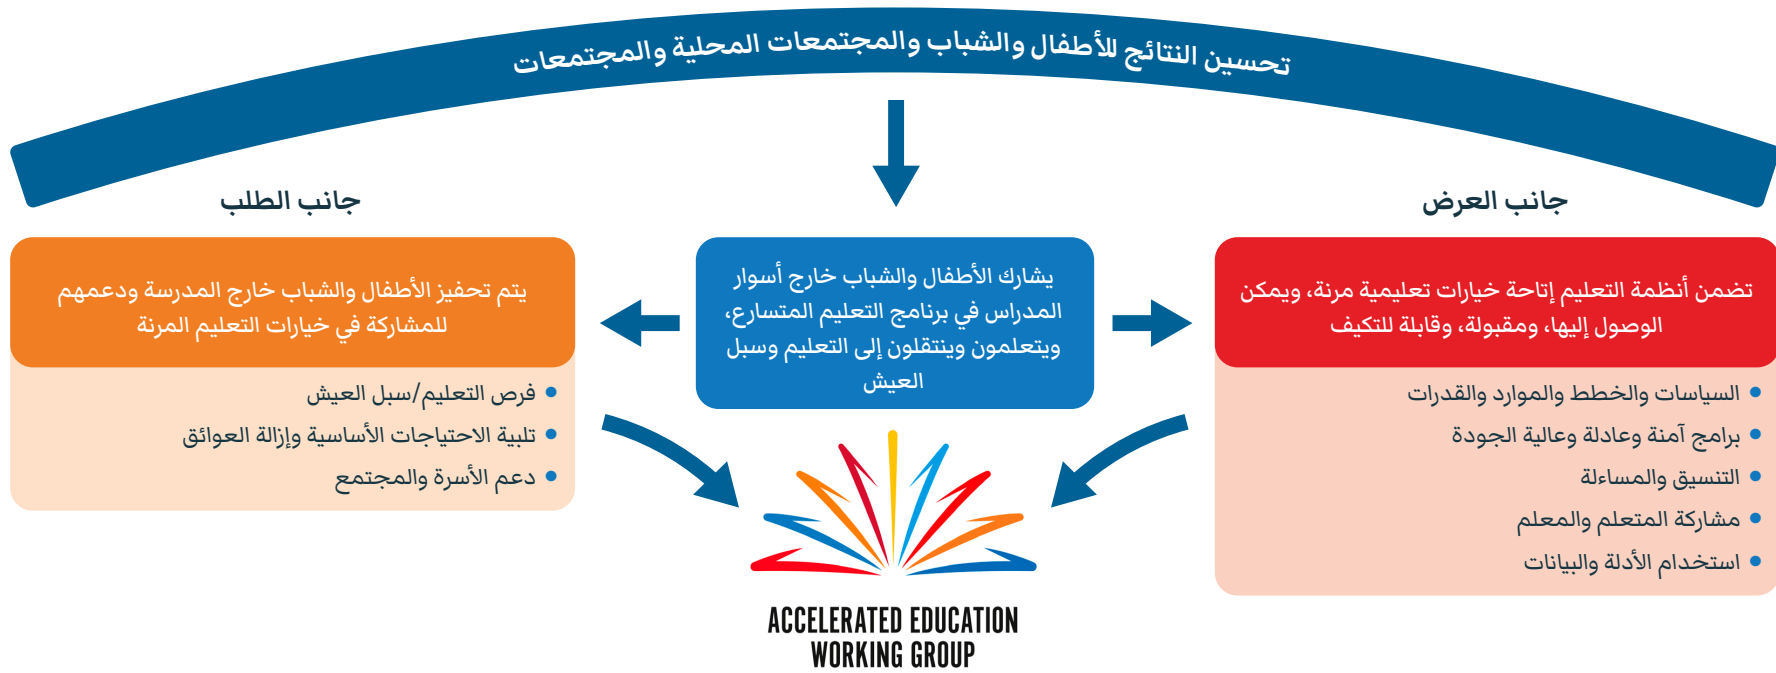 تحسين النتائج للأطفال والشباب والمجتمعات المحلية والمجتمعات
جانب العرض
تضمن أنظمة التعليم إتاحة خيارات تعليمية مرنة، ويمكن
الوصول إليها، ومقبولة، وقابلة للتكيف
• السياسات والخطط والموارد والقدرات
• برامج آمنة وعادلة وعالية الجودة
• التنسيق والمساءلة
• مشاركة المتعلم والمعلم
• استخدام الأدلة والبيانات
يشارك الأطفال والشباب خارج أسوار
المدراس في برنامج التعليم المتسارع،
ويتعلمون وينتقلون إلى التعليم وسبل
العيش
جانب الطلب
يتم تحفيز الأطفال والشباب خارج المدرسة ودعمهم
للمشاركة في خيارات التعليم المرنة
• فرص التعليم/سبل العيش
• تلبية الاحتياجات الأساسية وإزالة العوائق
• دعم الأسرة والمجتمع
ACCELERATED EDUCATION
WORKING GROUP